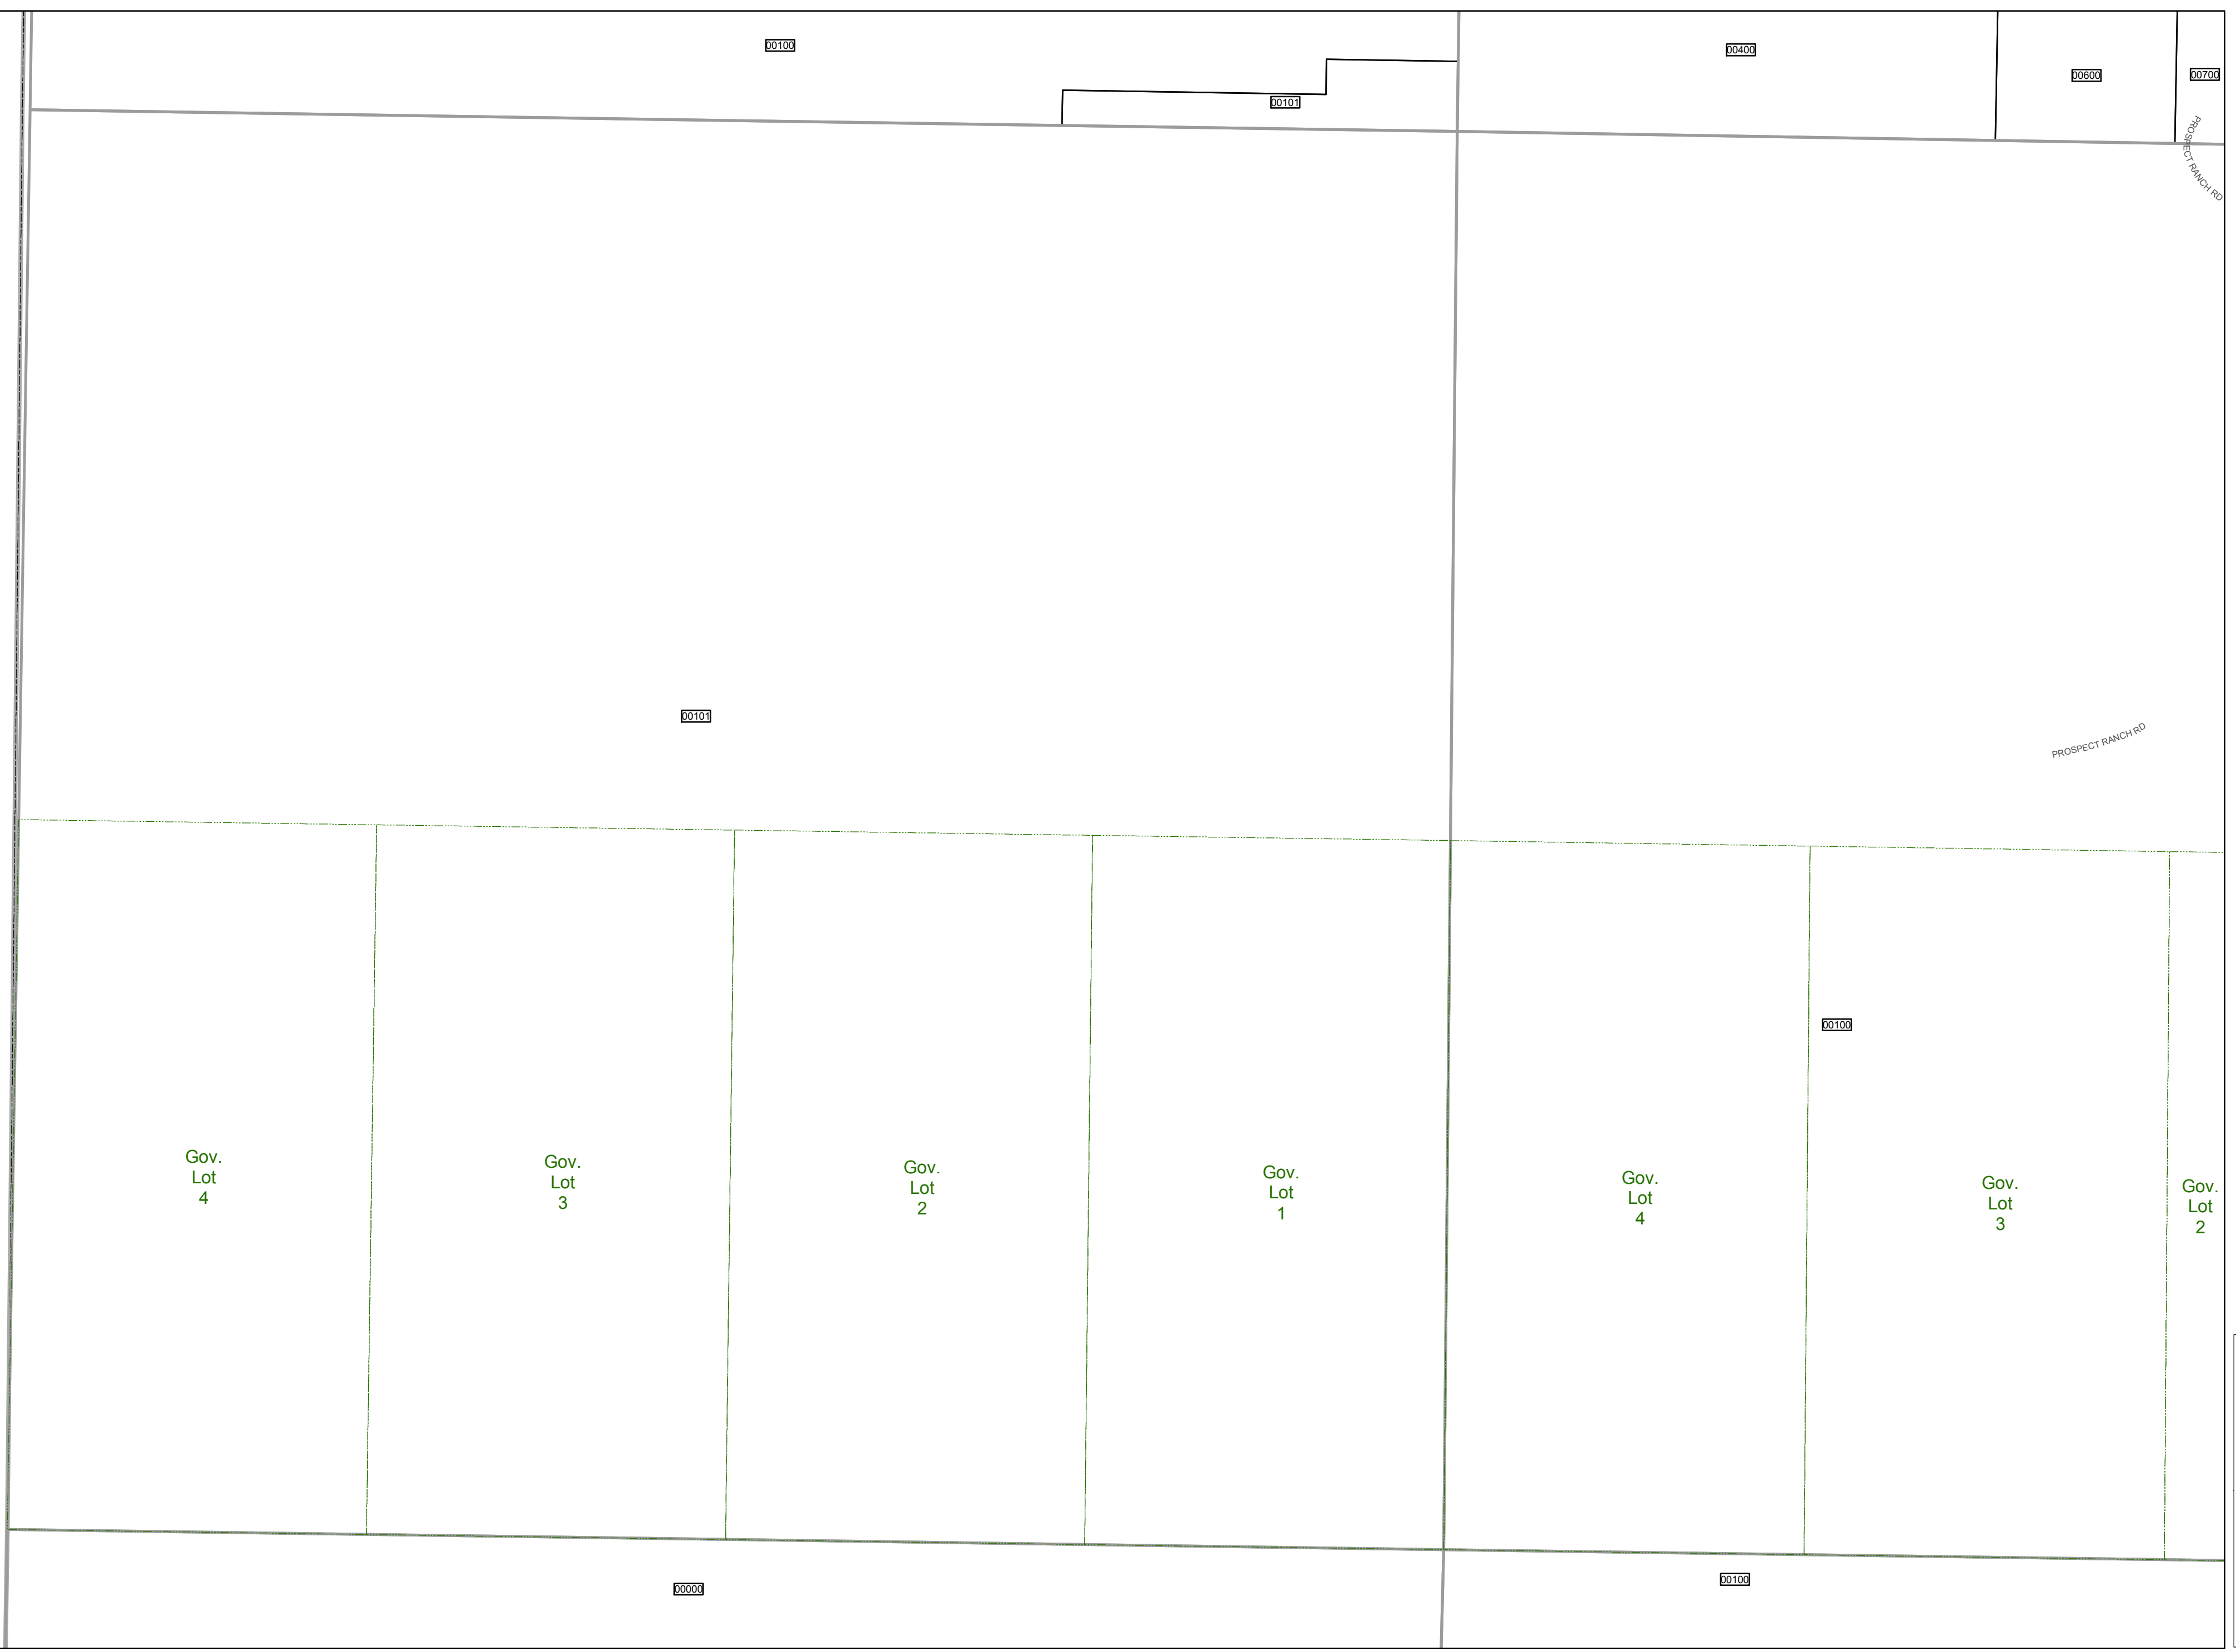 00100
00400
00600
00700
00101
PROSPECT RANCH RD
00101
PROSPECT RANCH RD
00100
Gov.
Lot
4
Gov.
Lot
3
Gov.
Lot
2
Gov.
Lot
1
Gov.
Lot
4
Gov.
Lot
3
Gov.
Lot
2
00000
00100